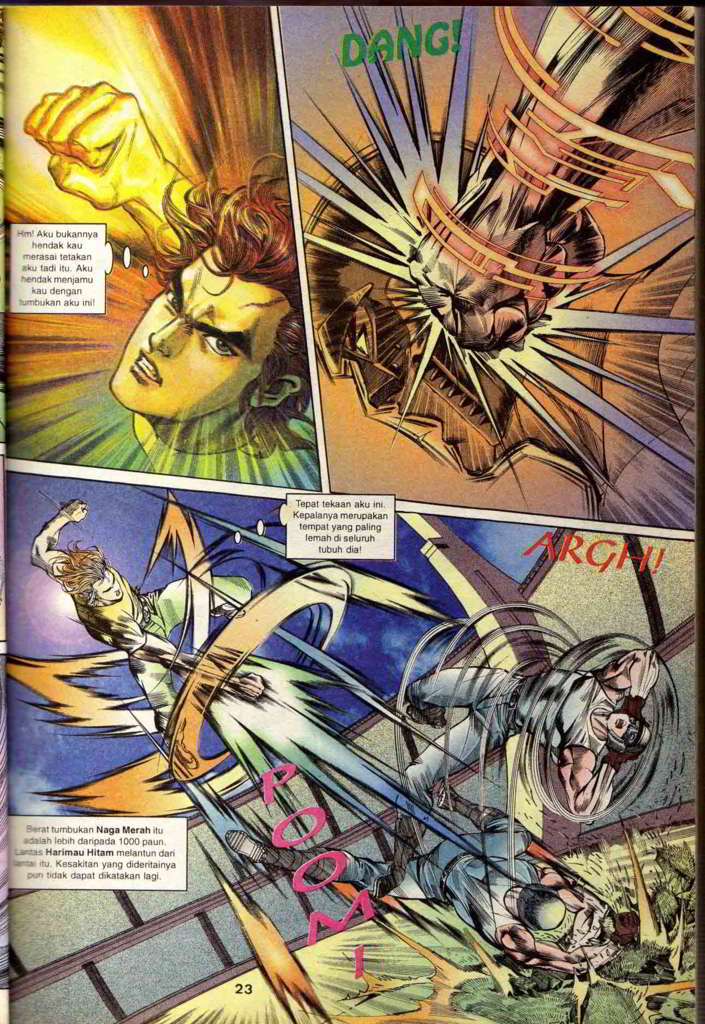 Hm! Aku bukannya
hendak kau
merasai tetakan
aku tadi itu. Aku
hendak menjamu
kau dengan
tumbukan aku ini!
DANG!
Tepat tekaan aku ini.
Kepalanya merupakan
tempat yang paling
lemah di seluruh
tubuh dia!
ARGH!
POOM!
Berat tumbukan Naga Merah itu
adalah lebih daripada 1000 paun.
Lantas Harimau Hitam melantun dari
lantai itu. Kesakitan yang dideritainya
pun tidak dapat dikatakan lagi.
23